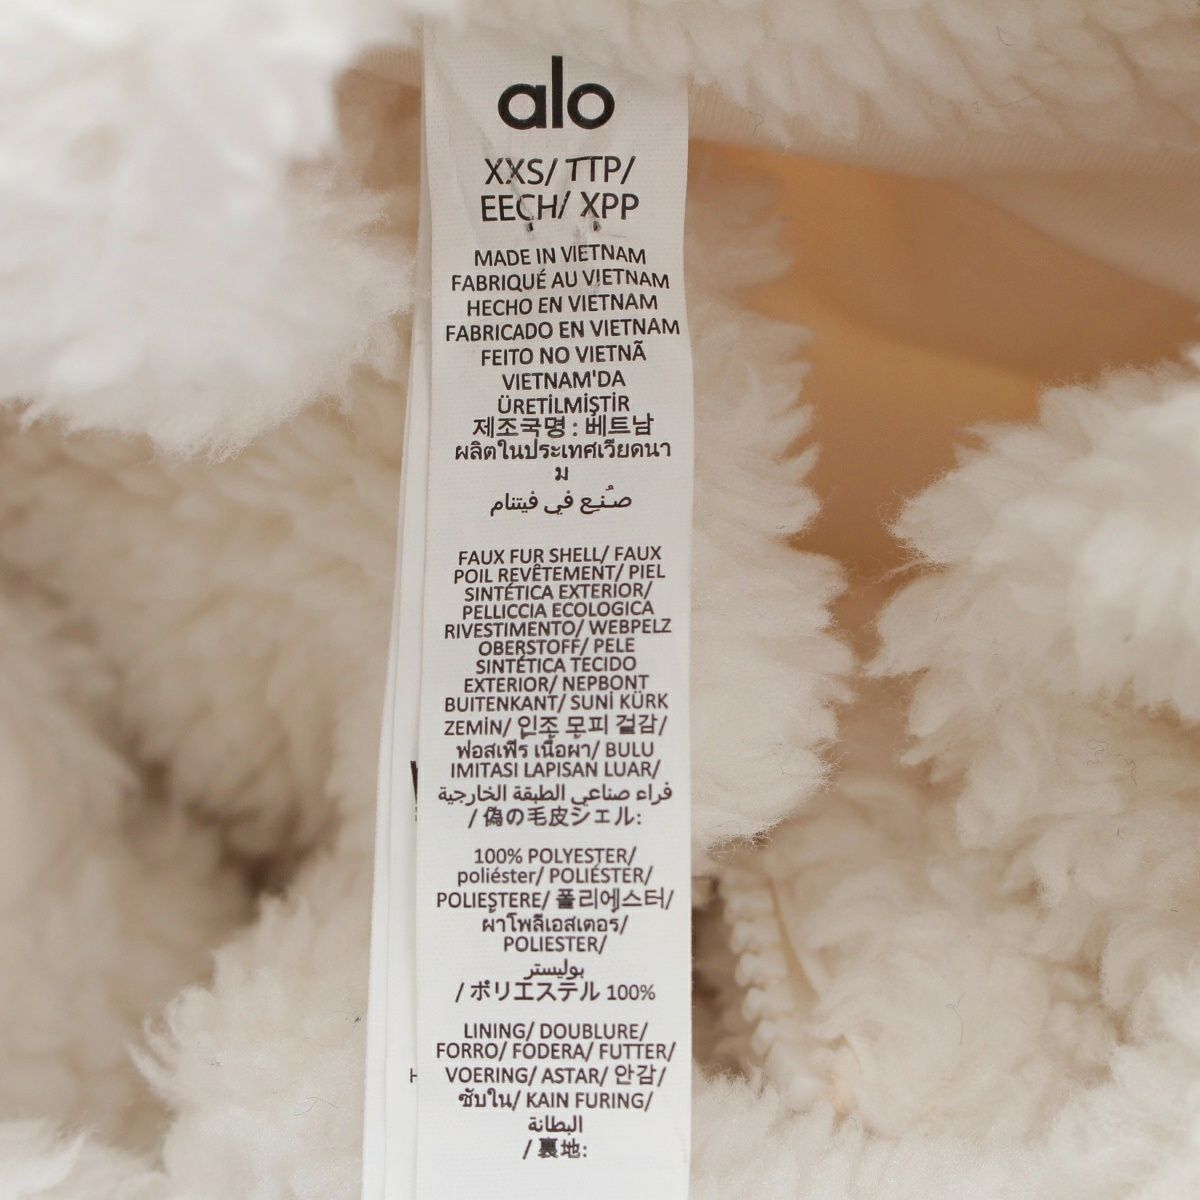 alo
XXS/ TTP/
EECH/ XPP
MADE IN VIETNAM
FABRIQUÉ AU VIETNAM
HECHO EN VIETNAM
FABRICADO EN VIETNAM
FEITO NO VIETNÃ
VIETNAM'DA
ÜRETİLMİŞTİR
제조국명 : 베트남
ผลิตในประเทศเวียดนา
ม
صُنِع في فيتنام
FAUX FUR SHELL/ FAUX
POIL REVÊTEMENT/ PIEL
SINTÉTICA EXTERIOR/
PELLICCIA ECOLOGICA
RIVESTIMENTO/ WEBPELZ
OBERSTOFF/ PELE
SINTÉTICA TECIDO
EXTERIOR/ NEPBONT
BUITENKANT/ SUNİ KÜRK
ZEMİN/ 인조 모피 겉감/
ฟอสเฟีร์ เนื้อผ้า/ BULU
IMITASI LAPISAN LUAR/
فراء صناعي الطبقة الخارجية
/ 偽の毛皮シェル:
100% POLYESTER/
poliéster/ POLIÉSTER/
POLIESTERE/ 폴리에스터/
ผ้าโพลีเอสเตอร์/
POLIESTER/
بوليستر
/ ポリエステル 100%
LINING/ DOUBLURE/
FORRO/ FODERA/ FUTTER/
VOERING/ ASTAR/ 안감/
ซับใน/ KAIN FURING/
البطانة
/ 裏地: